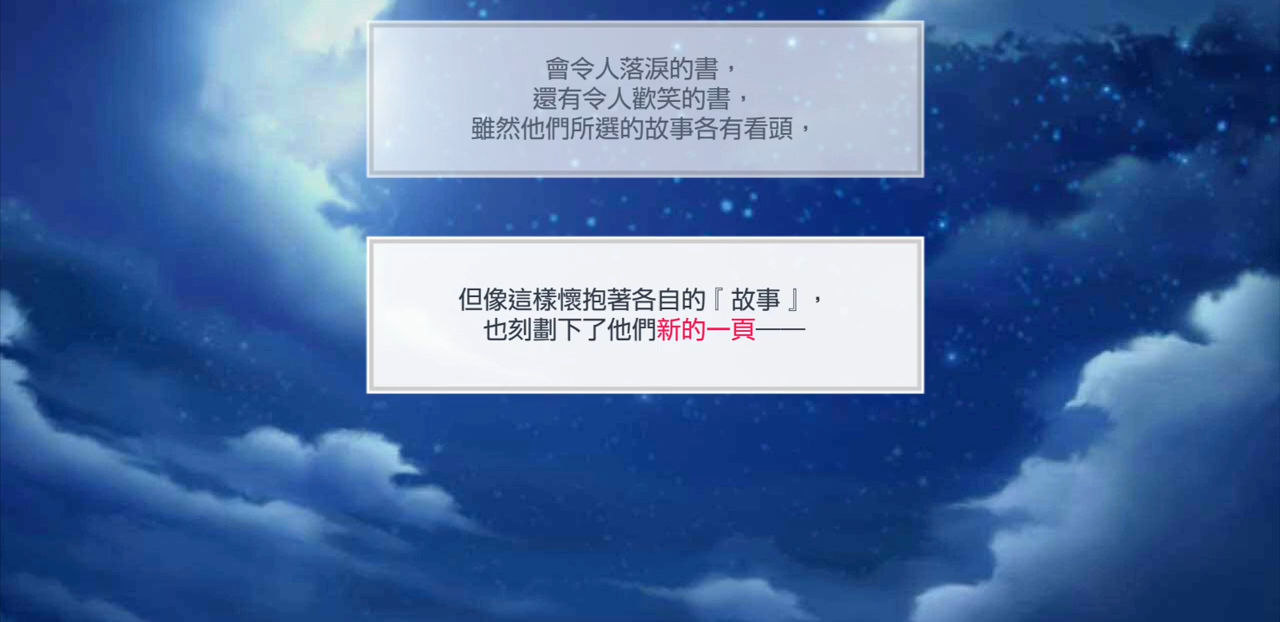 會令人落淚的書，
還有令人歡笑的書，
雖然他們所選的故事各有看頭，
但像這樣懷抱著各自的『故事』，
也刻劃下了他們新的一頁——